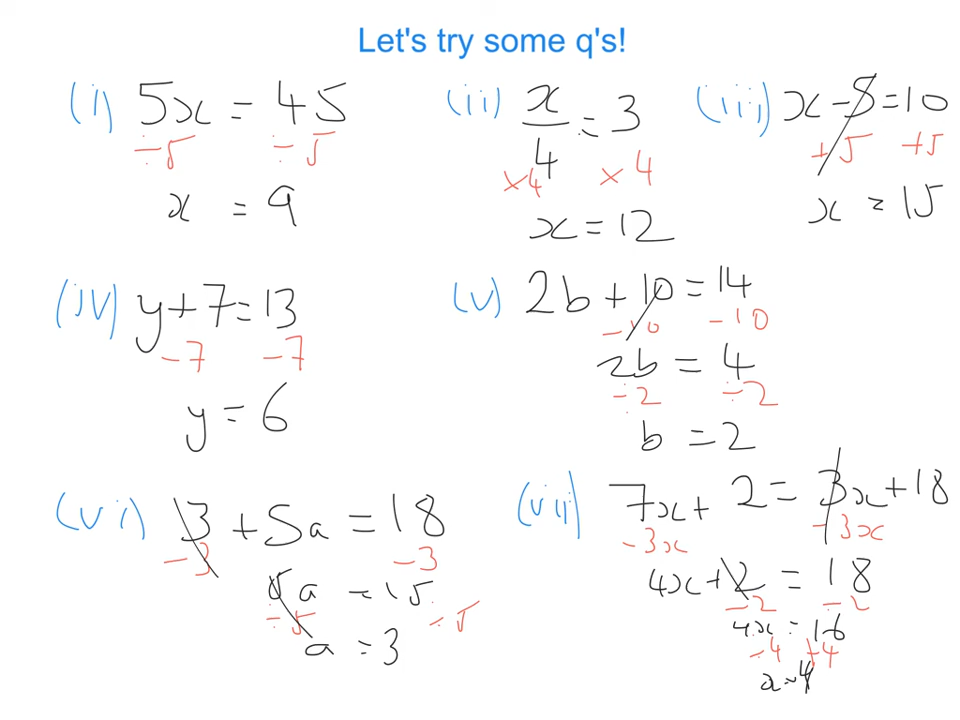 Let's try some q's!
(i) 5x = 45
÷5 ÷5
x = 9
(ii) x/4 = 3
×4 ×4
x = 12
(iii) x - 5 = 10
+5 +5
x = 15
(iv) y + 7 = 13
-7 -7
y = 6
(v) 2b + 10 = 14
-10 -10
2b = 4
÷2 ÷2
b = 2
(vi) 3 + 5a = 18
-3 -3
5a = 15
÷5 ÷5
a = 3
(vii) 7x + 2 = 3x + 18
-3x -3x
4x + 2 = 18
-2 -2
4x = 16
÷4 ÷4
x = 4